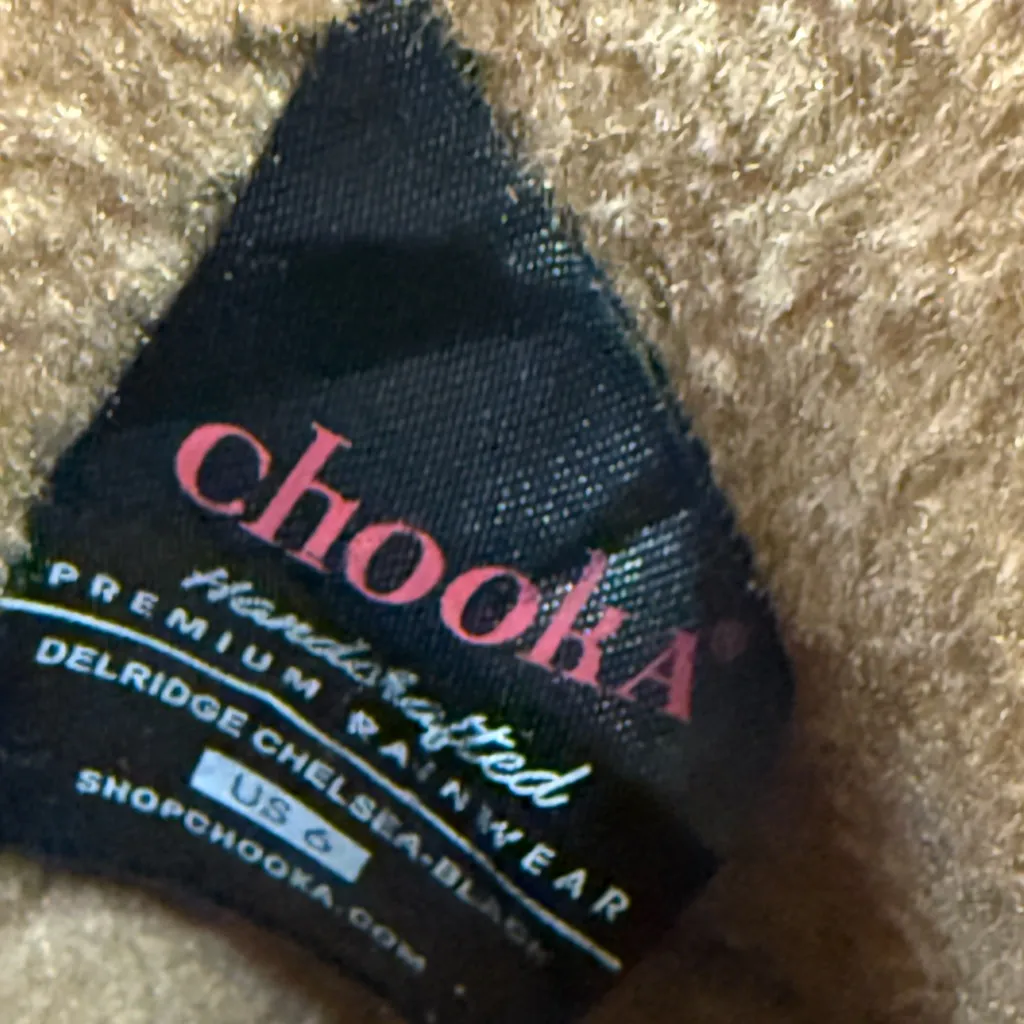 chooka®
Handcrafted
PREMIUM RAINWEAR
DELRIDGE CHELSEA-BLACK
US 6
SHOPCHOOKA.COM